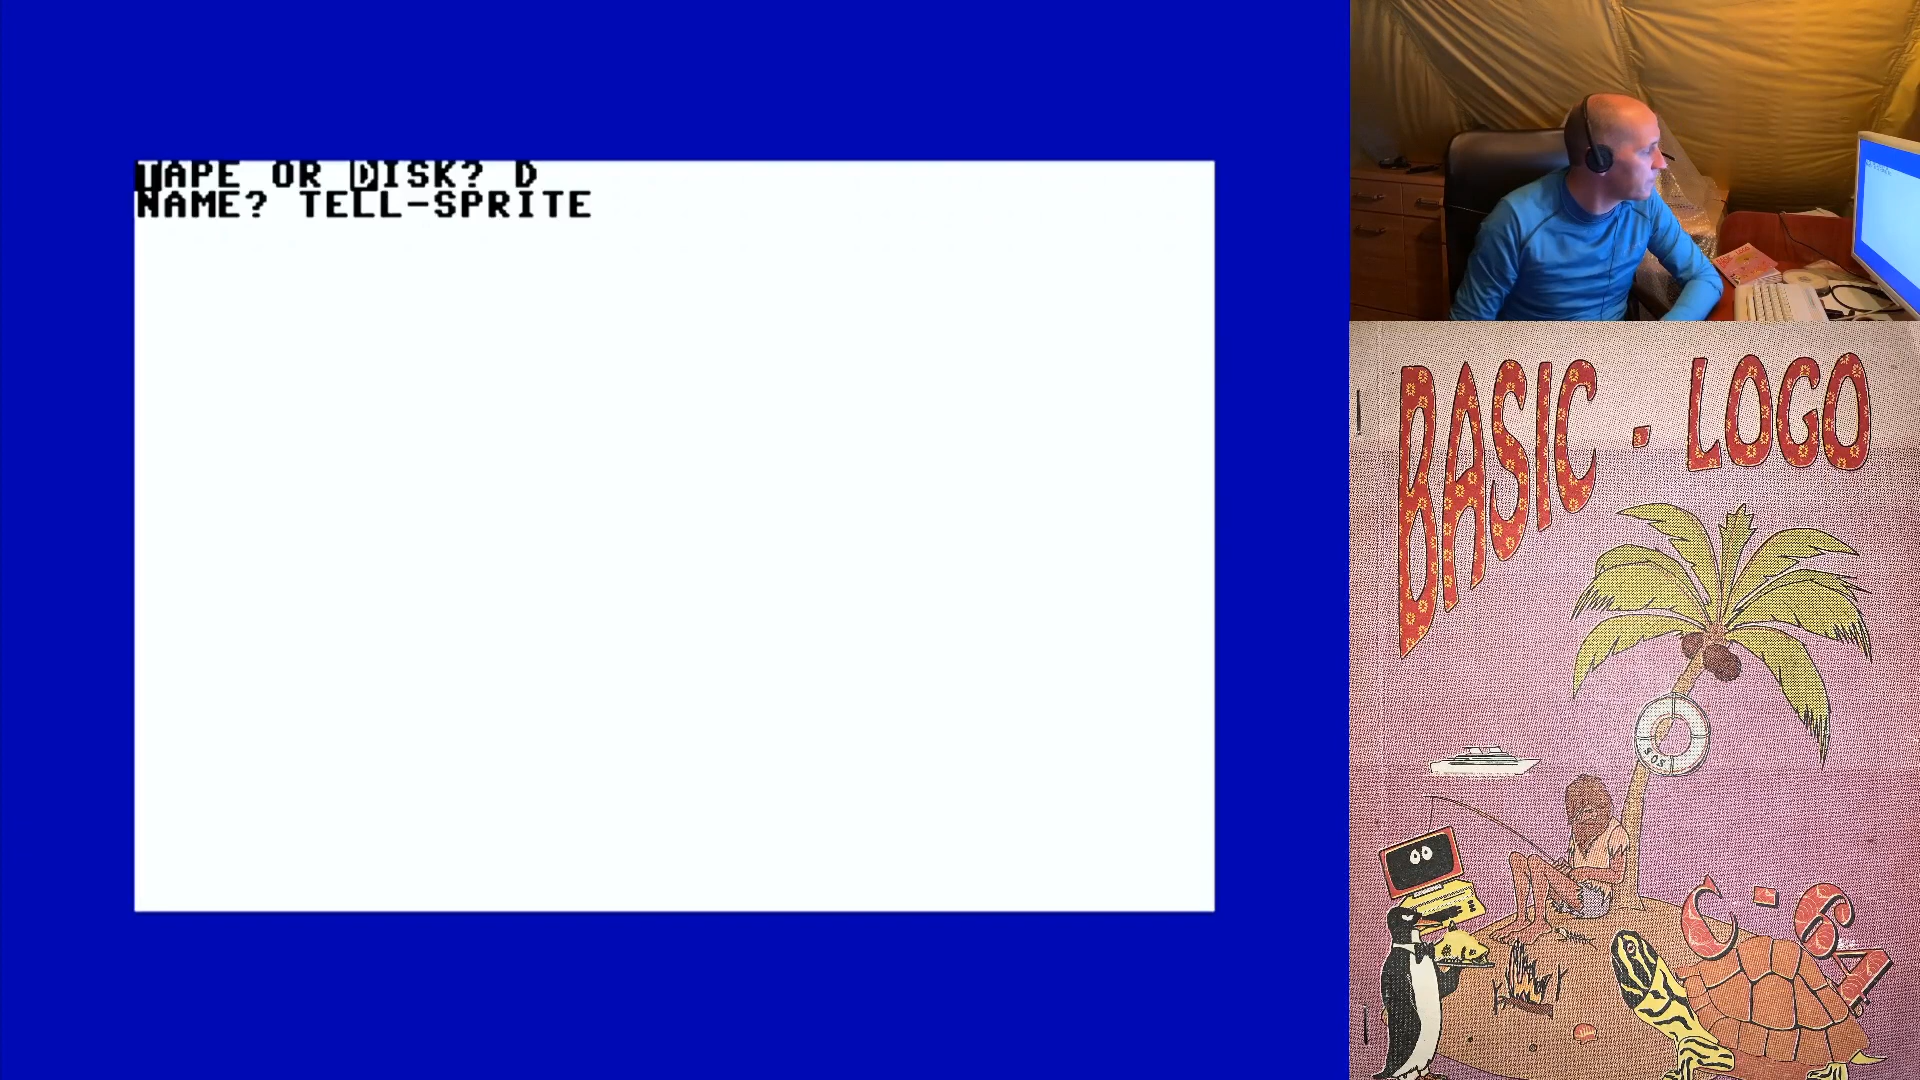 TAPE OR DISK? D
NAME? TELL-SPRITE
BASIC - LOGO
SOS
C-64